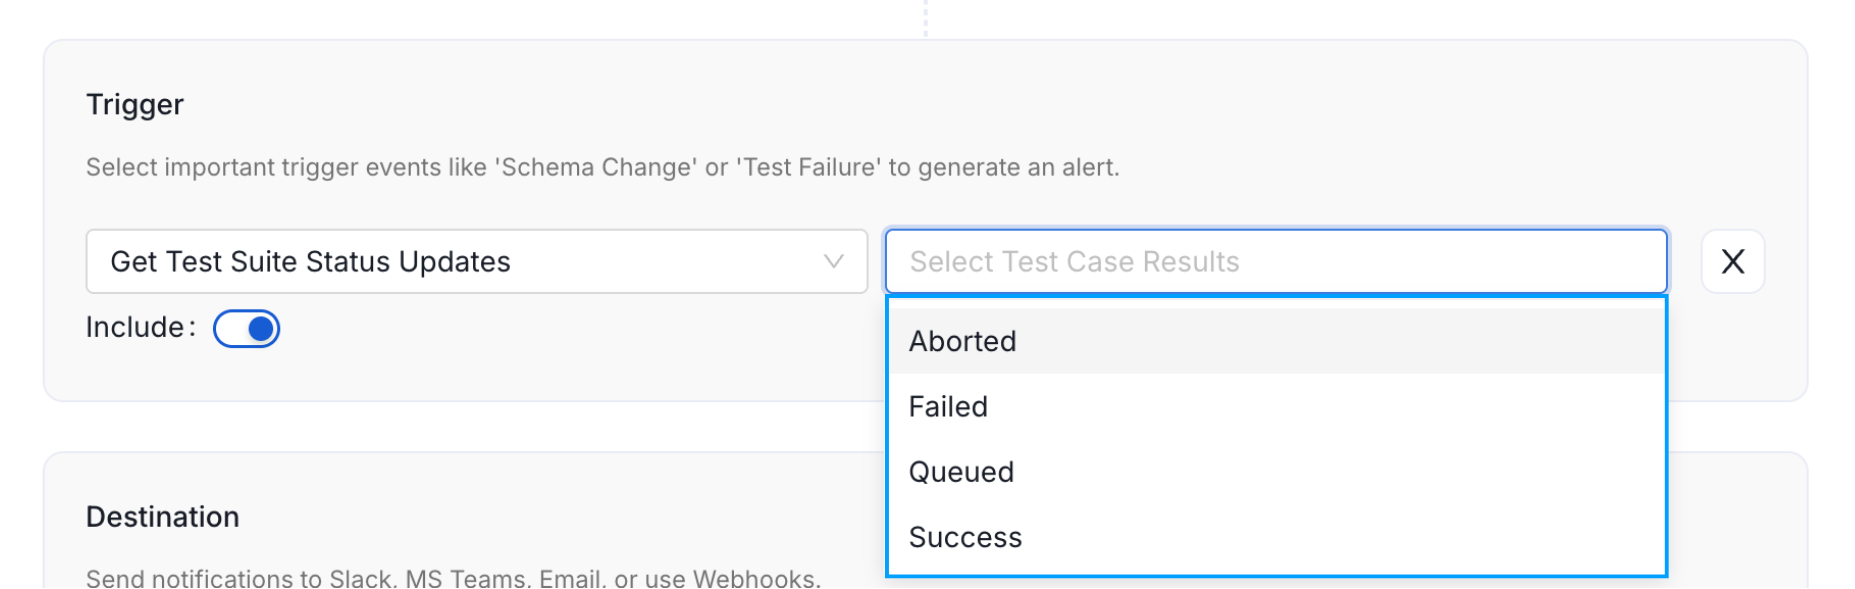 Trigger
Select important trigger events like 'Schema Change' or 'Test Failure' to generate an alert.
Get Test Suite Status Updates
Select Test Case Results
X
Include:
Aborted
Failed
Queued
Success
Destination
Send notifications to Slack, MS Teams, Email, or use Webhooks.